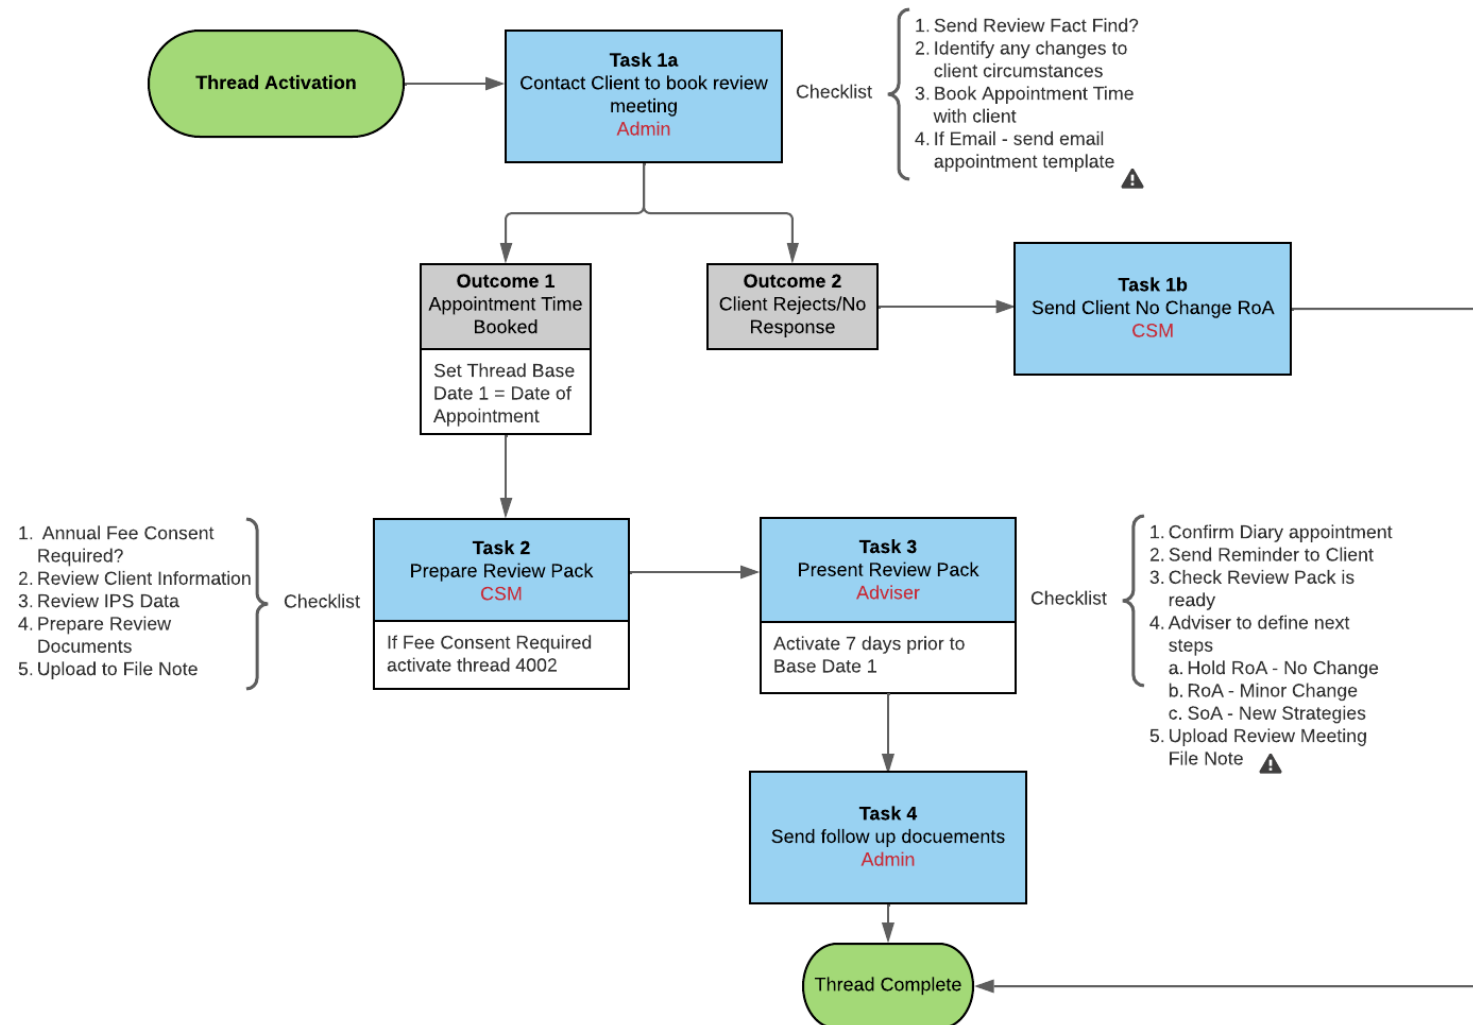 Thread Activation
Task 1a
Contact Client to book review
meeting
Admin
Checklist
1. Send Review Fact Find?
2. Identify any changes to
client circumstances
3. Book Appointment Time
with client
4. If Email - send email
appointment template
Outcome 1
Appointment Time
Booked
Set Thread Base
Date 1 = Date of
Appointment
Outcome 2
Client Rejects/No
Response
Task 1b
Send Client No Change RoA
CSM
1. Annual Fee Consent
Required?
2. Review Client Information
3. Review IPS Data
4. Prepare Review
Documents
5. Upload to File Note
Checklist
Task 2
Prepare Review Pack
CSM
If Fee Consent Required
activate thread 4002
Task 3
Present Review Pack
Adviser
Activate 7 days prior to
Base Date 1
Checklist
1. Confirm Diary appointment
2. Send Reminder to Client
3. Check Review Pack is
ready
4. Adviser to define next
steps
a. Hold RoA - No Change
b. RoA - Minor Change
c. SoA - New Strategies
5. Upload Review Meeting
File Note
Task 4
Send follow up docuements
Admin
Thread Complete